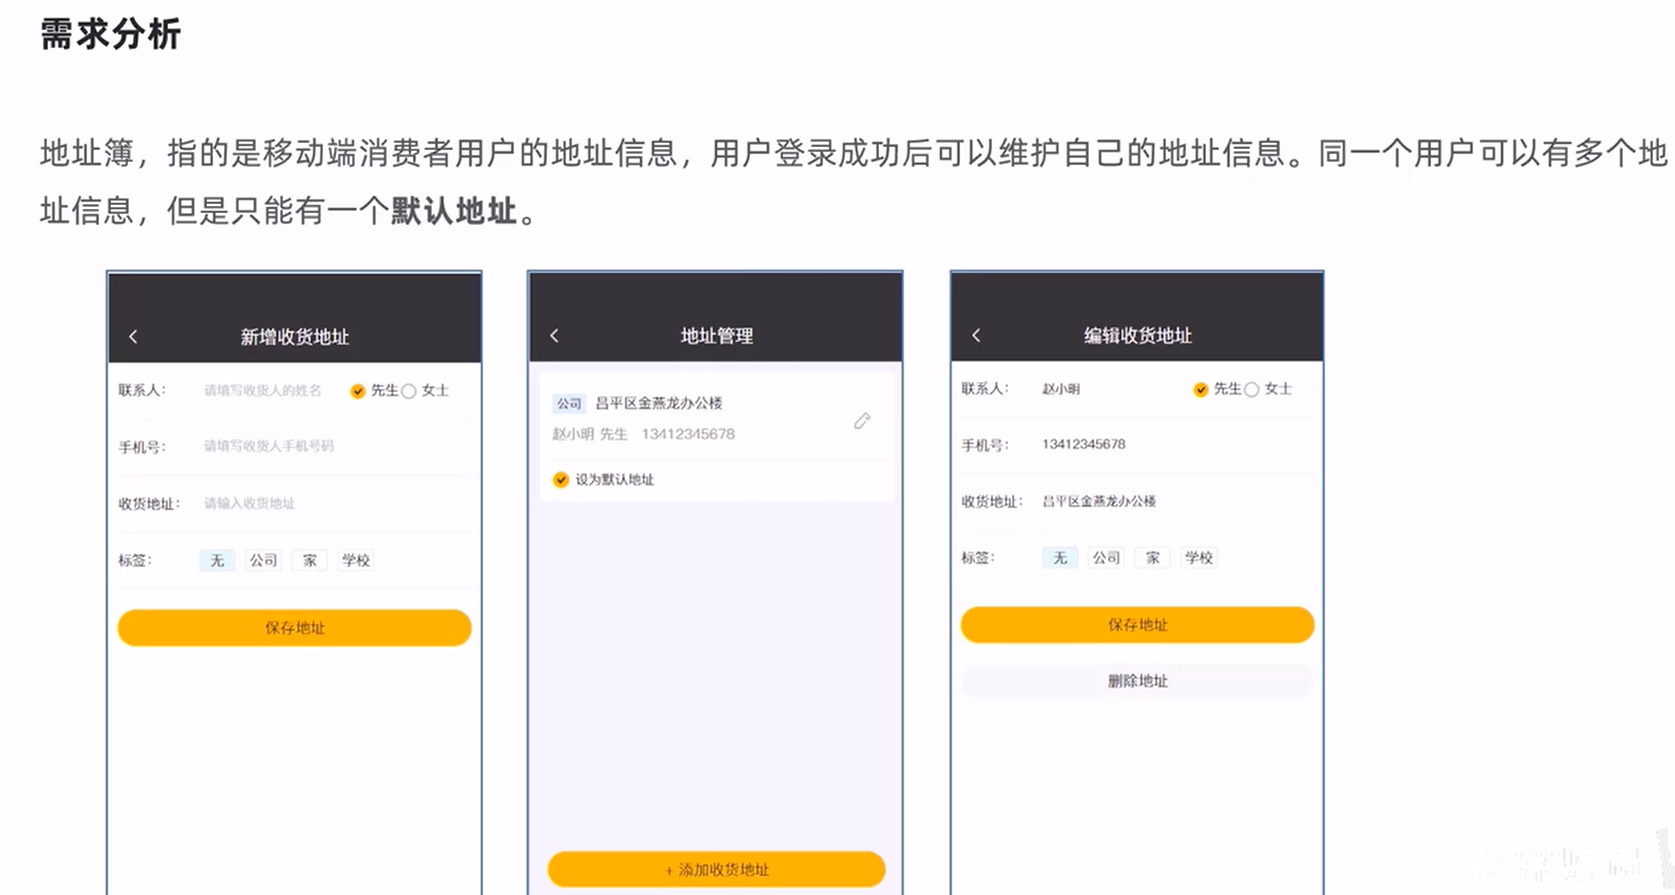 需求分析
地址簿，指的是移动端消费者用户的地址信息，用户登录成功后可以维护自己的地址信息。同一个用户可以有多个地
址信息，但是只能有一个默认地址。
新增收货地址
联系人： 请填写收货人的姓名 先生 女士
手机号： 请填写收货人手机号码
收货地址： 请输入收货地址
标签： 无 公司 家 学校
保存地址
地址管理
公司 昌平区金燕龙办公楼
赵小明 先生 13412345678
设为默认地址
+ 添加收货地址
编辑收货地址
联系人： 赵小明 先生 女士
手机号： 13412345678
收货地址： 昌平区金燕龙办公楼
标签： 无 公司 家 学校
保存地址
删除地址